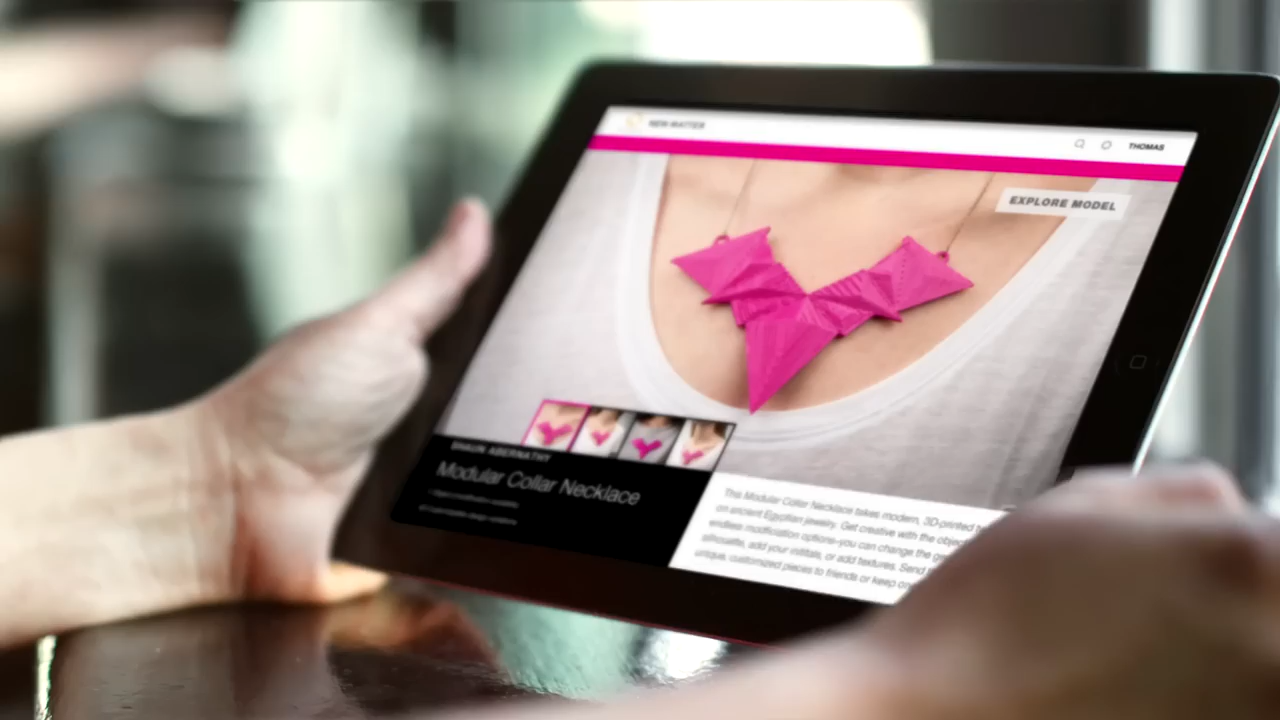 NEW MATTER
THOMAS
EXPLORE MODEL
SHAUN ABERNATHY
Modular Collar Necklace
This Modular Collar Necklace takes modern, 3D-printed
on ancient Egyptian jewelry. Get creative with the objec
endless modification options–you can change the
silhouette, add your initials, or add textures. Send
unique, customized pieces to friends or keep